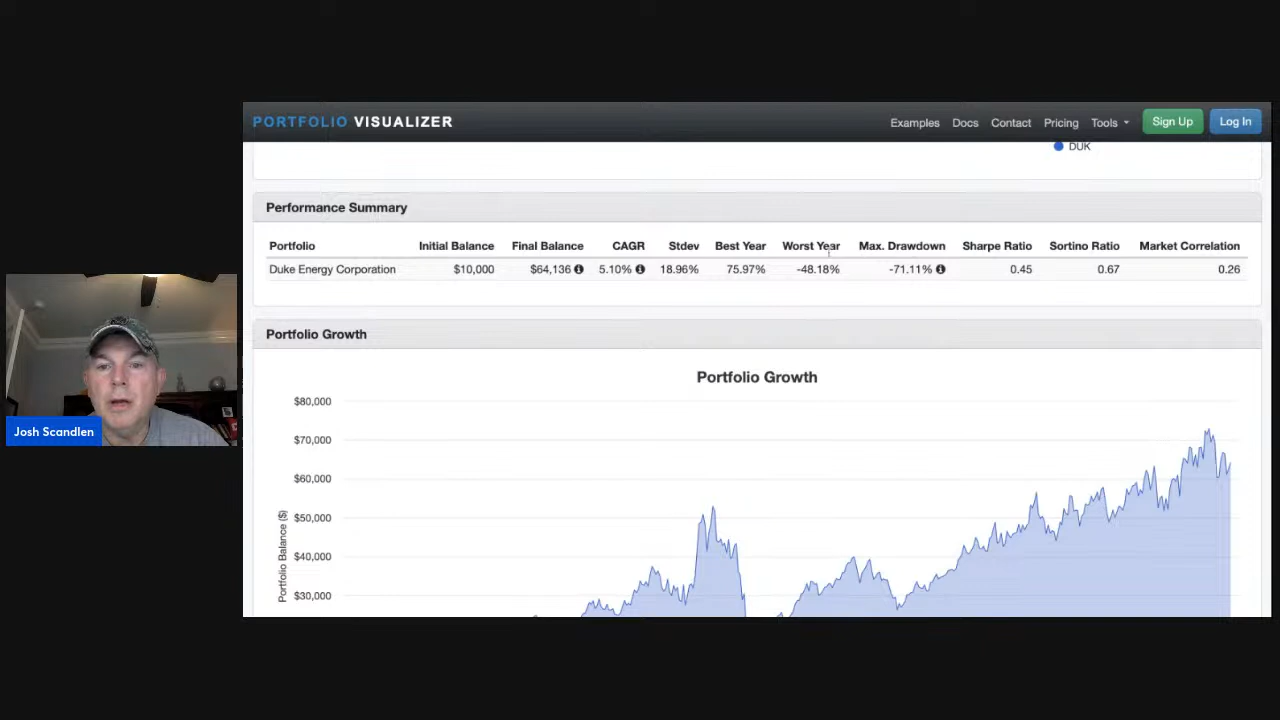 PORTFOLIO VISUALIZER
Examples Docs Contact Pricing Tools Sign Up Log In
DUK
Performance Summary
Portfolio Initial Balance Final Balance CAGR Stdev Best Year Worst Year Max. Drawdown Sharpe Ratio Sortino Ratio Market Correlation
Duke Energy Corporation $10,000 $64,136 5.10% 18.96% 75.97% -48.18% -71.11% 0.45 0.67 0.26
Portfolio Growth
Portfolio Growth
$80,000
$70,000
$60,000
$50,000
$40,000
$30,000
Portfolio Balance ($)
Josh Scandlen